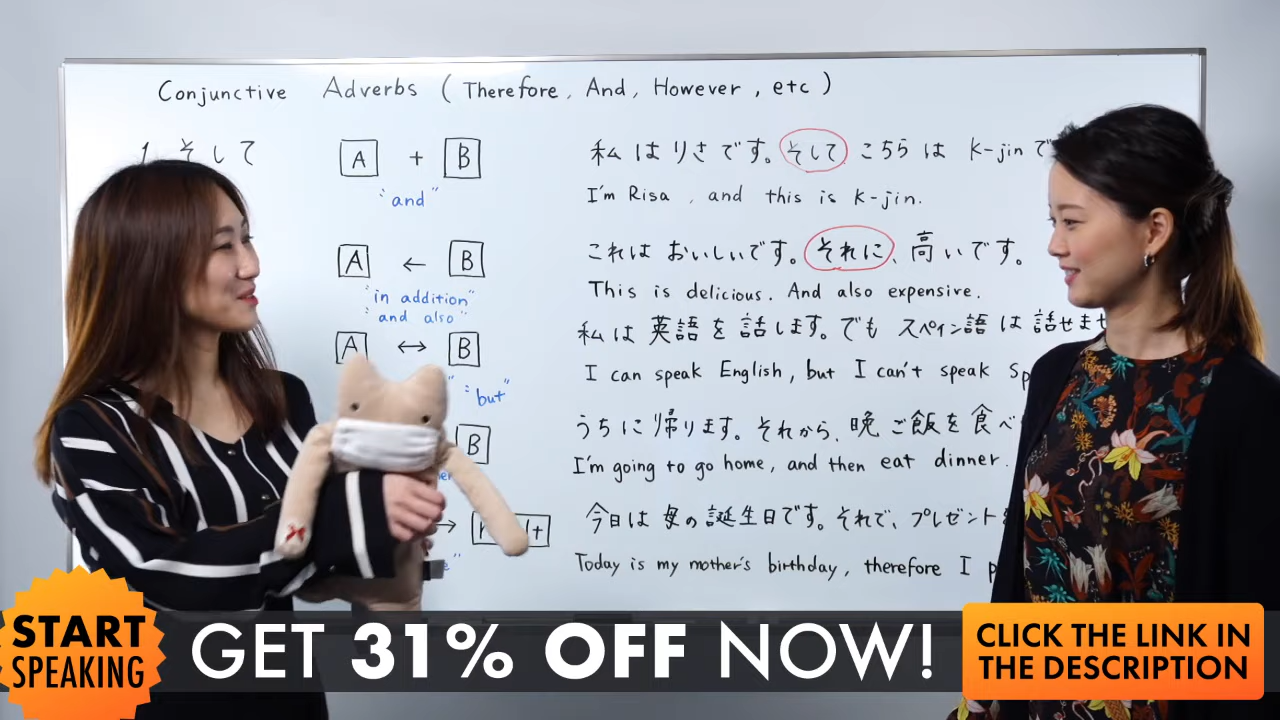 Conjunctive Adverbs ( Therefore, And, However, etc )
1. そして
A + B
"and"
私はりさです。そして こちらは K-jin で
I'm Risa, and this is K-jin.
A ← B
"in addition"
"and also"
これは おいしいです。それに、高いです。
This is delicious. And also expensive.
A ↔ B
"but"
私は 英語を 話します。でも スペイン語は 話せま
I can speak English, but I can't speak Sp
B
うちに帰ります。それから、晩ご飯を食べ
I'm going to go home, and then eat dinner.
→
今日は母の誕生日です。それで、プレゼント
Today is my mother's birthday, therefore I p
START SPEAKING
GET 31% OFF NOW!
CLICK THE LINK IN
THE DESCRIPTION